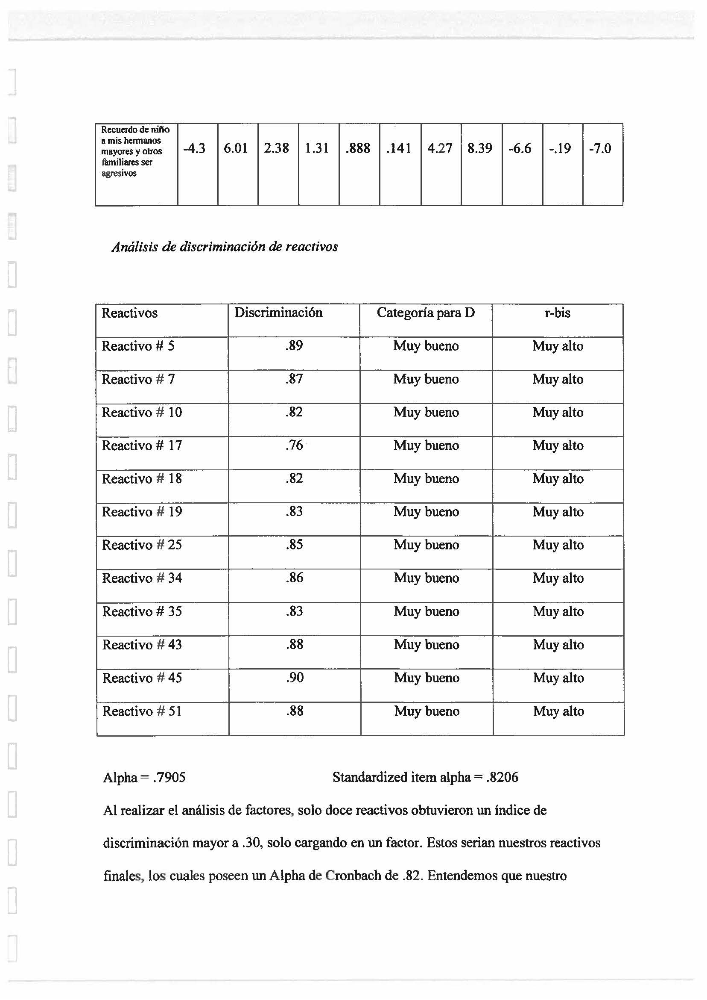 Recuerdo de niño
a mis hermanos
mayores y otros
familiares ser
agresivos
-4.3 6.01 2.38 1.31 .888 .141 4.27 8.39 -6.6 -.19 -7.0
Análisis de discriminación de reactivos
Reactivos Discriminación Categoría para D r-bis
Reactivo # 5 .89 Muy bueno Muy alto
Reactivo # 7 .87 Muy bueno Muy alto
Reactivo # 10 .82 Muy bueno Muy alto
Reactivo # 17 .76 Muy bueno Muy alto
Reactivo # 18 .82 Muy bueno Muy alto
Reactivo # 19 .83 Muy bueno Muy alto
Reactivo # 25 .85 Muy bueno Muy alto
Reactivo # 34 .86 Muy bueno Muy alto
Reactivo # 35 .83 Muy bueno Muy alto
Reactivo # 43 .88 Muy bueno Muy alto
Reactivo # 45 .90 Muy bueno Muy alto
Reactivo # 51 .88 Muy bueno Muy alto
Alpha = .7905 Standardized item alpha = .8206
Al realizar el análisis de factores, solo doce reactivos obtuvieron un índice de
discriminación mayor a .30, solo cargando en un factor. Estos serian nuestros reactivos
finales, los cuales poseen un Alpha de Cronbach de .82. Entendemos que nuestro